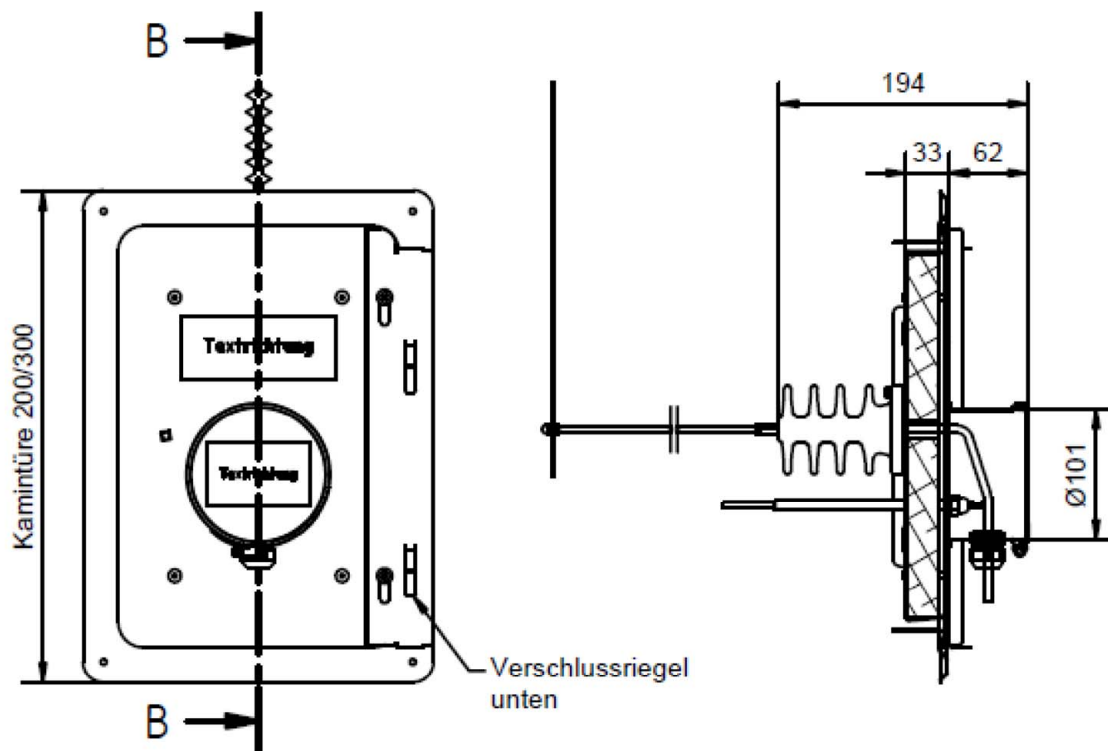 B
194
33
62
Kamintüre 200/300
Textrichtung
Textrichtung
Ø101
Verschlussriegel
unten
B